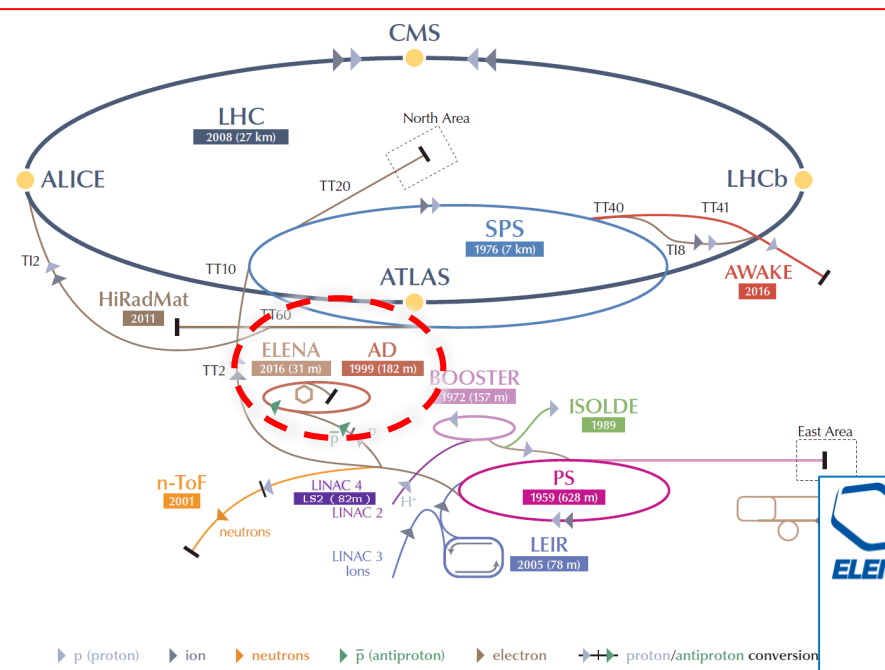 CMS
LHC
2008 (27 km)
North Area
ALICE
LHCb
TT20
TT40
TT41
SPS
1976 (7 km)
TI2
TI8
TT10
ATLAS
AWAKE
2016
HiRadMat
2011
TT60
ELENA
AD
2016 (31 m)
1999 (182 m)
TT2
BOOSTER
1972 (157 m)
ISOLDE
1989
p̅
East Area
n-ToF
2001
LINAC 4
LS2 ( 82m )
H⁺
LINAC 2
PS
1959 (628 m)
neutrons
LINAC 3
Ions
LEIR
2005 (78 m)
p (proton)
ion
neutrons
p̅ (antiproton)
electron
proton/antiproton conversion